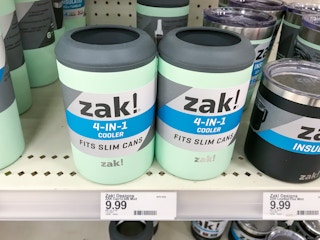 zak!
4-IN-1
COOLER
FITS SLIM CANS
zak!
zak!
4-IN-1
COOLER
FITS SLIM CANS
zak!
zak!
INSU
Zak! Designs
9.99
Zak! Designs
9.99